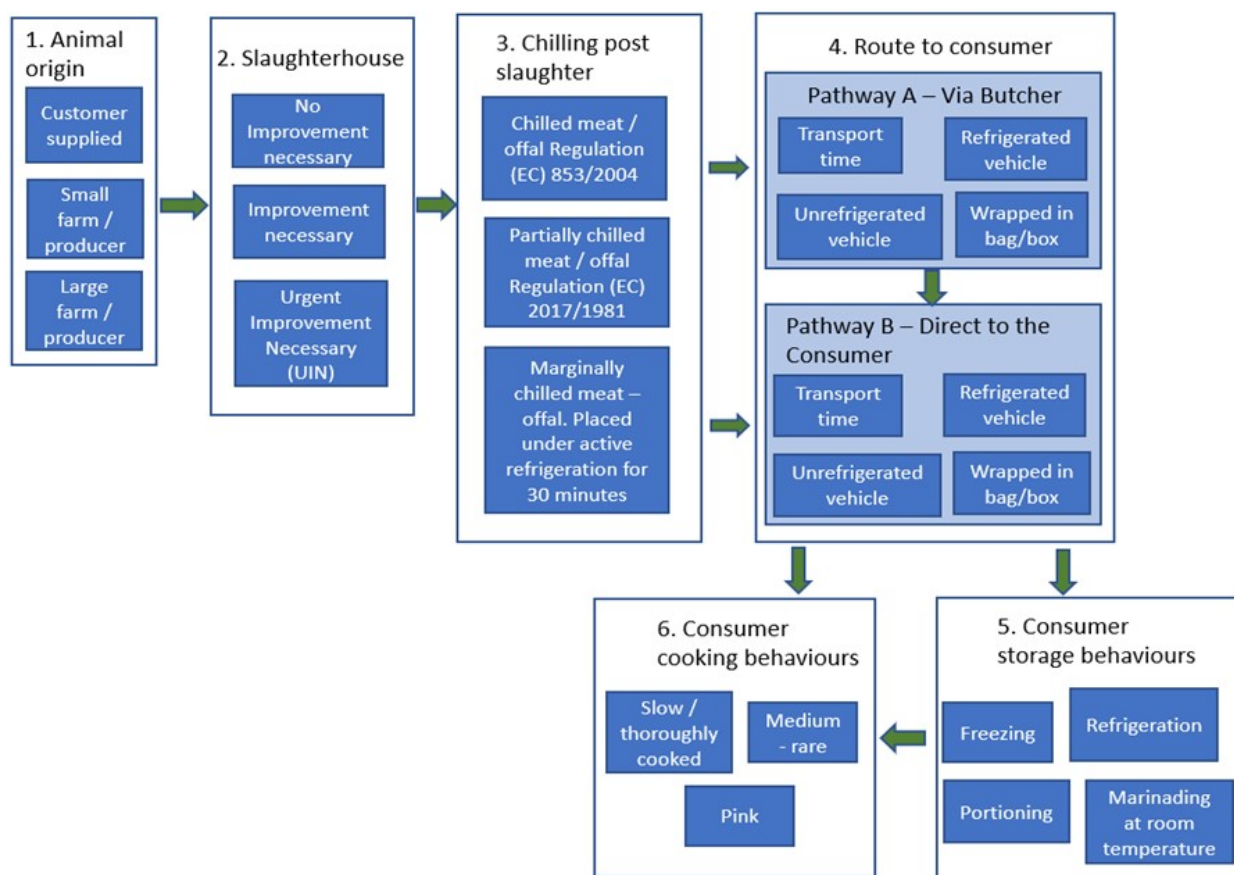 1. Animal
origin
Customer
supplied
Small
farm /
producer
Large
farm /
producer
2. Slaughterhouse
No
Improvement
necessary
Improvement
necessary
Urgent
Improvement
Necessary
(UIN)
3. Chilling post
slaughter
Chilled meat /
offal Regulation
(EC) 853/2004
Partially chilled
meat / offal
Regulation (EC)
2017/1981
Marginally
chilled meat –
offal. Placed
under active
refrigeration for
30 minutes
4. Route to consumer
Pathway A – Via Butcher
Transport
time
Refrigerated
vehicle
Unrefrigerated
vehicle
Wrapped in
bag/box
Pathway B – Direct to the
Consumer
Transport
time
Refrigerated
vehicle
Unrefrigerated
vehicle
Wrapped in
bag/box
5. Consumer
storage behaviours
Freezing
Refrigeration
Portioning
Marinading
at room
temperature
6. Consumer
cooking behaviours
Slow /
thoroughly
cooked
Medium
- rare
Pink